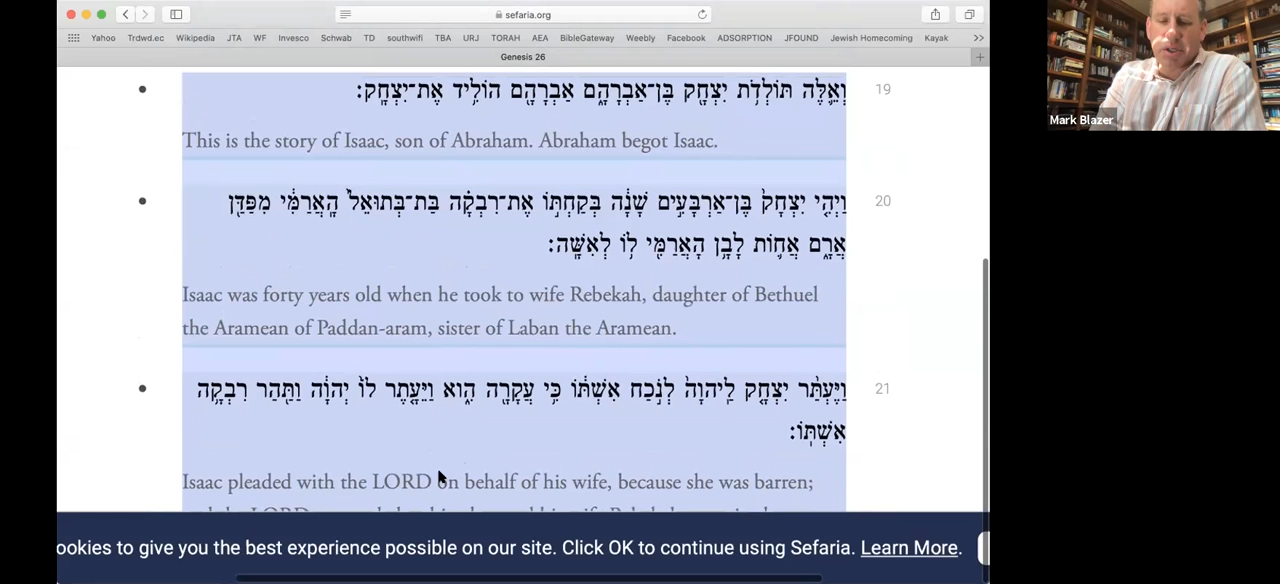 sefaria.org
Yahoo Trdwd.ec Wikipedia JTA WF Invesco Schwab TD southwifi TBA URJ TORAH AEA BibleGateway Weebly Facebook ADSORPTION JFOUND Jewish Homecoming Kayak
Genesis 26
19
וְאֵ֛לֶּה תּוֹלְדֹ֥ת יִצְחָ֖ק בֶּן־אַבְרָהָ֑ם אַבְרָהָ֖ם הוֹלִ֥יד אֶת־יִצְחָֽק׃
This is the story of Isaac, son of Abraham. Abraham begot Isaac.
20
וַיְהִ֤י יִצְחָק֙ בֶּן־אַרְבָּעִ֣ים שָׁנָ֔ה בְּקַחְתּ֣וֹ אֶת־רִבְקָ֗ה בַּת־בְּתוּאֵל֙ הָֽאֲרַמִּ֔י מִפַּדַּ֖ן
אֲרָ֑ם אֲח֛וֹת לָבָ֥ן הָאֲרַמִּ֖י ל֥וֹ לְאִשָּֽׁה׃
Isaac was forty years old when he took to wife Rebekah, daughter of Bethuel
the Aramean of Paddan-aram, sister of Laban the Aramean.
21
וַיֶּעְתַּ֨ר יִצְחָ֤ק לַֽיהוָה֙ לְנֹ֣כַח אִשְׁתּ֔וֹ כִּ֥י עֲקָרָ֖ה הִ֑וא וַיֵּעָ֤תֶר לוֹ֙ יְהוָ֔ה וַתַּ֖הַר רִבְקָ֥ה
אִשְׁתּֽוֹ׃
Isaac pleaded with the LORD on behalf of his wife, because she was barren;
ookies to give you the best experience possible on our site. Click OK to continue using Sefaria. Learn More.
Mark Blazer